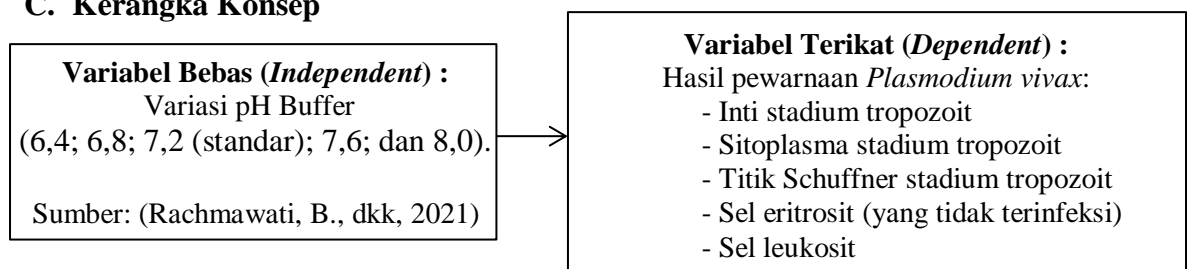 C. Kerangka Konsep
Variabel Bebas (Independent) :
Variasi pH Buffer
(6,4; 6,8; 7,2 (standar); 7,6; dan 8,0).
Sumber: (Rachmawati, B., dkk, 2021)
Variabel Terikat (Dependent) :
Hasil pewarnaan Plasmodium vivax:
- Inti stadium tropozoit
- Sitoplasma stadium tropozoit
- Titik Schuffner stadium tropozoit
- Sel eritrosit (yang tidak terinfeksi)
- Sel leukosit